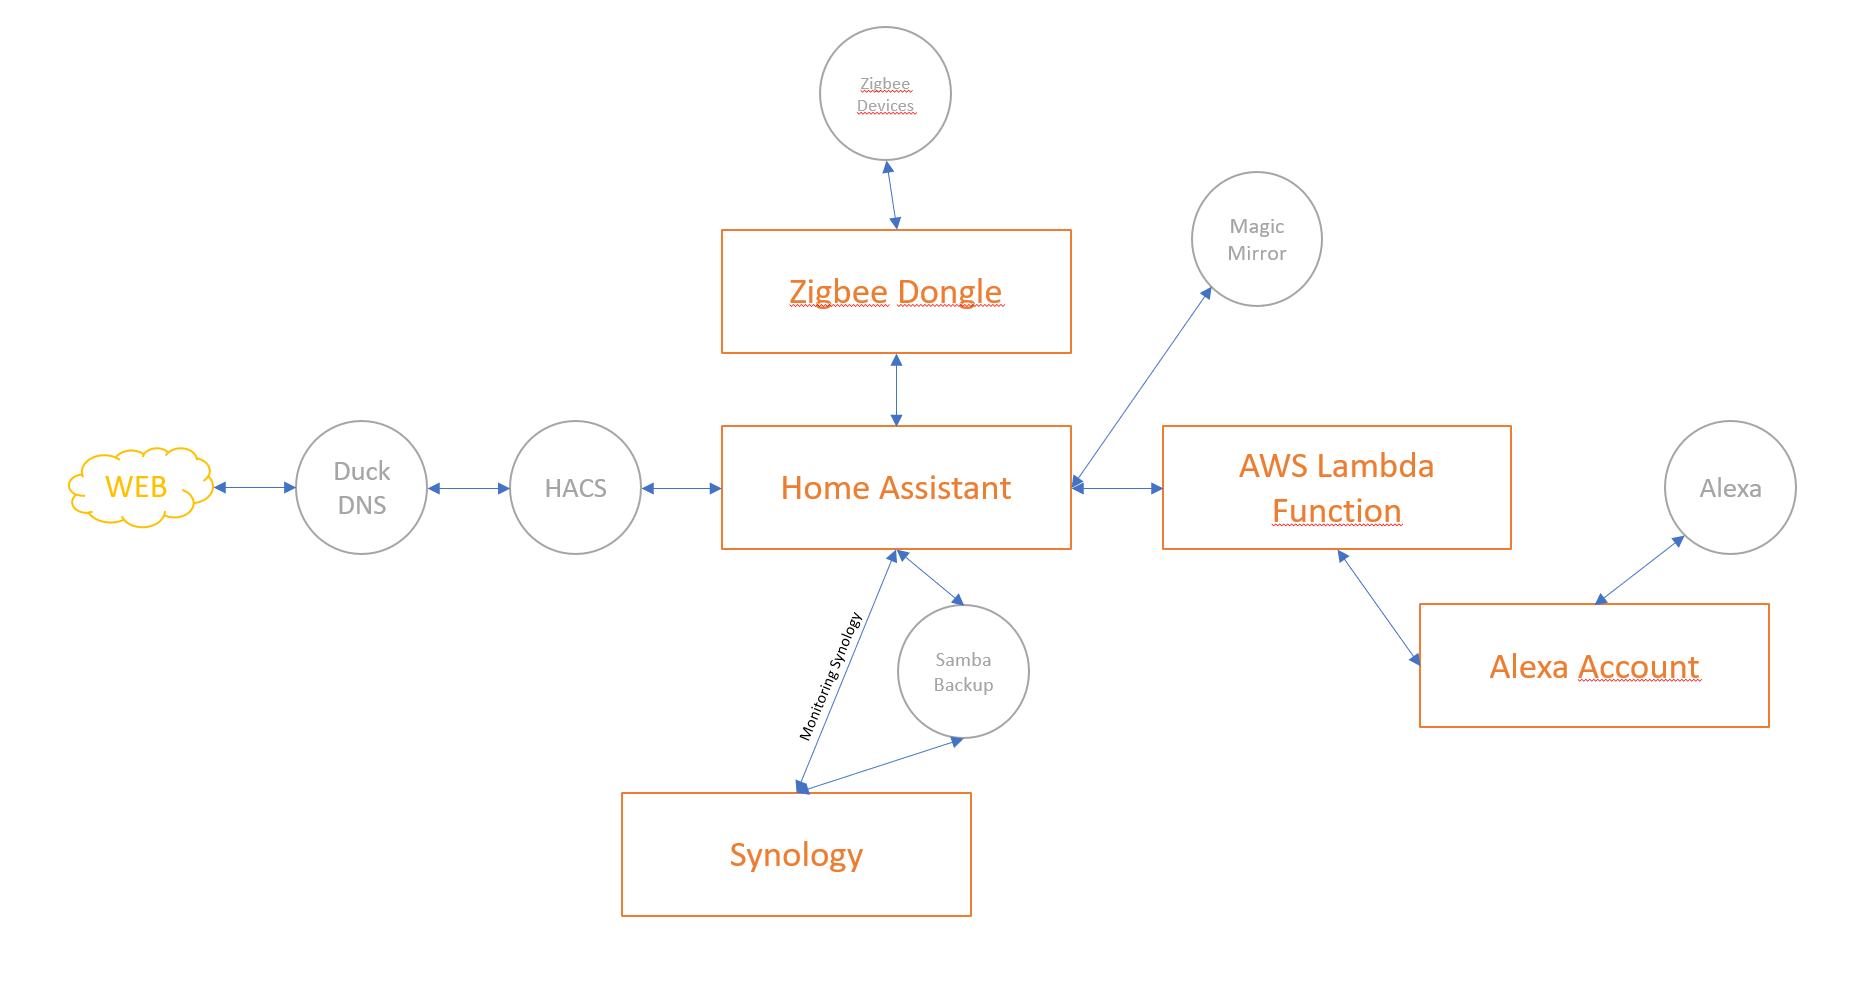 Zigbee
Devices
Magic
Mirror
Zigbee Dongle
WEB
Duck
DNS
HACS
Home Assistant
AWS Lambda
Function
Alexa
Monitoring Synology
Samba
Backup
Alexa Account
Synology